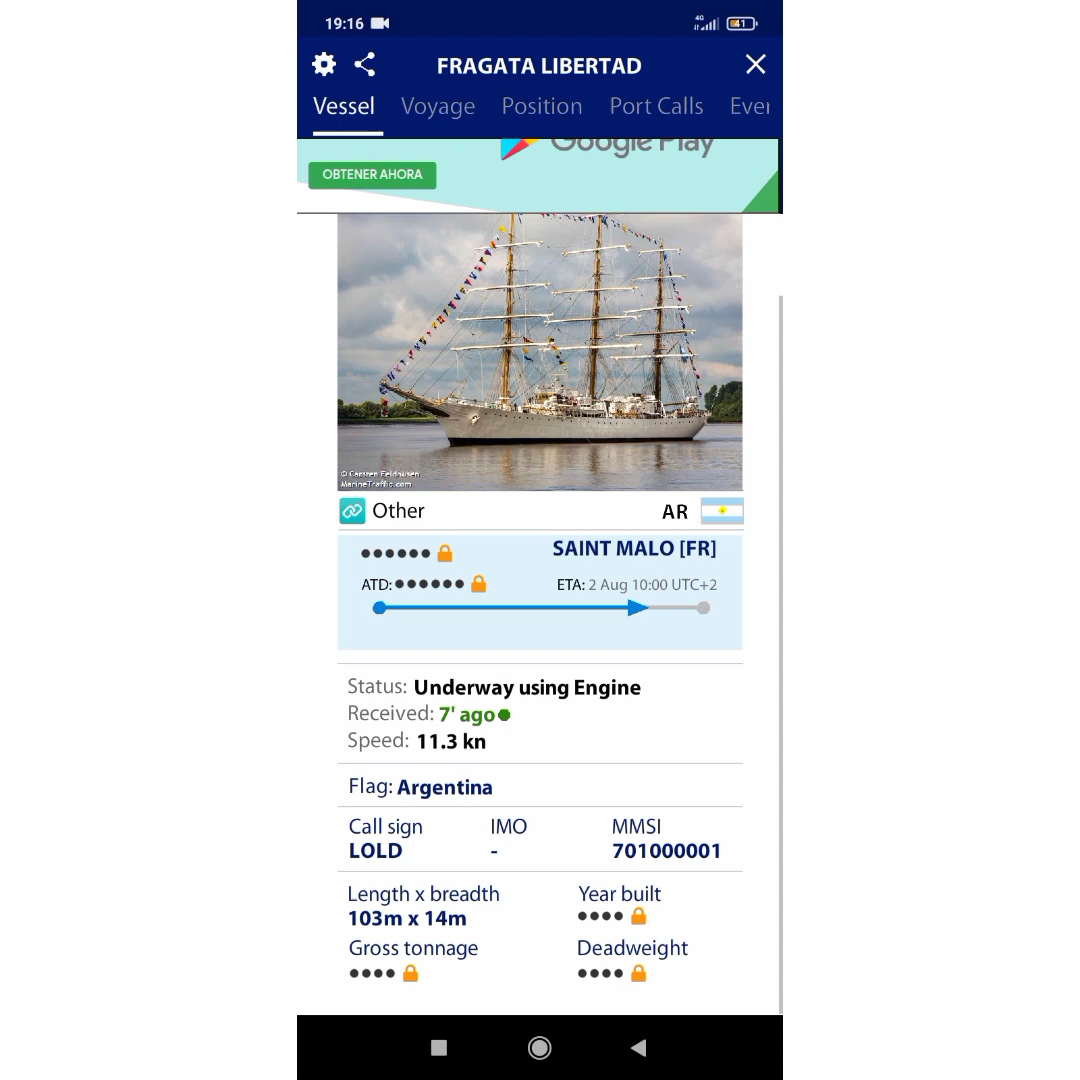 19:16
4G
41
FRAGATA LIBERTAD
Vessel Voyage Position Port Calls Ever
Google Play
OBTENER AHORA
© Carsten Feldhusen
MarineTraffic.com
Other AR
SAINT MALO [FR]
ATD: ETA: 2 Aug 10:00 UTC+2
Status: Underway using Engine
Received: 7' ago
Speed: 11.3 kn
Flag: Argentina
Call sign IMO MMSI
LOLD - 701000001
Length x breadth Year built
103m x 14m
Gross tonnage Deadweight